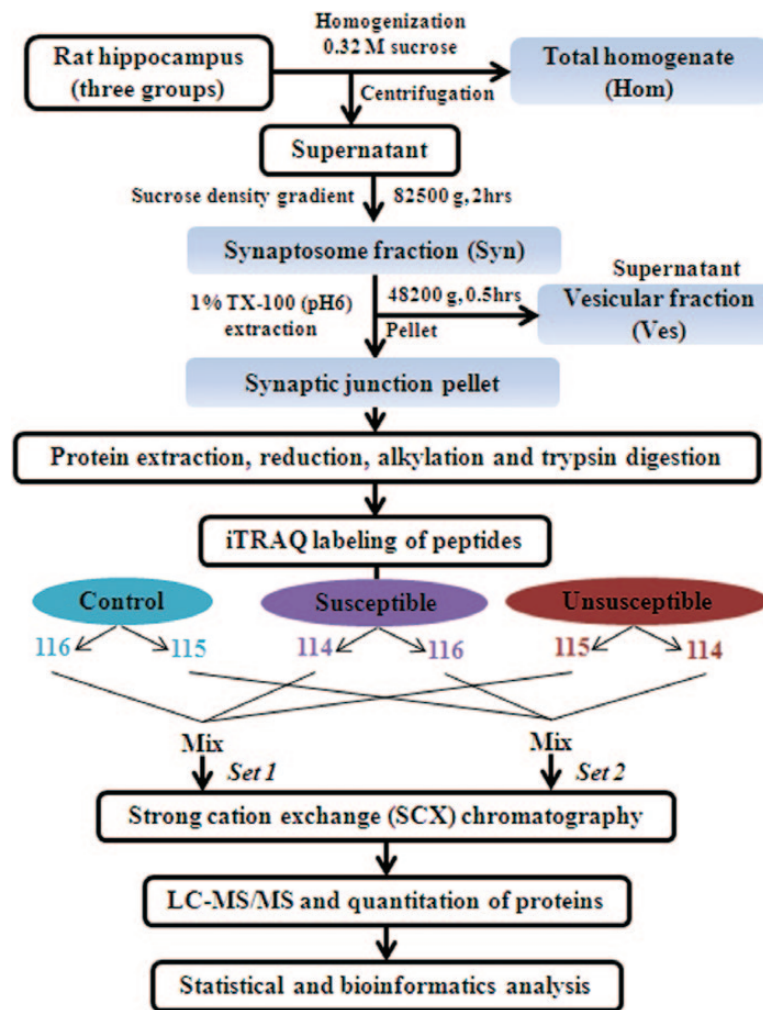 Homogenization
0.32 M sucrose
Rat hippocampus
(three groups)
Total homogenate
(Hom)
Centrifugation
Supernatant
Sucrose density gradient
82500 g, 2hrs
Synaptosome fraction (Syn)
1% TX-100 (pH6)
extraction
48200 g, 0.5hrs
Pellet
Supernatant
Vesicular fraction
(Ves)
Synaptic junction pellet
Protein extraction, reduction, alkylation and trypsin digestion
iTRAQ labeling of peptides
Control
Susceptible
Unsusceptible
116
115
114
116
115
114
Mix
Mix
Set 1
Set 2
Strong cation exchange (SCX) chromatography
LC-MS/MS and quantitation of proteins
Statistical and bioinformatics analysis